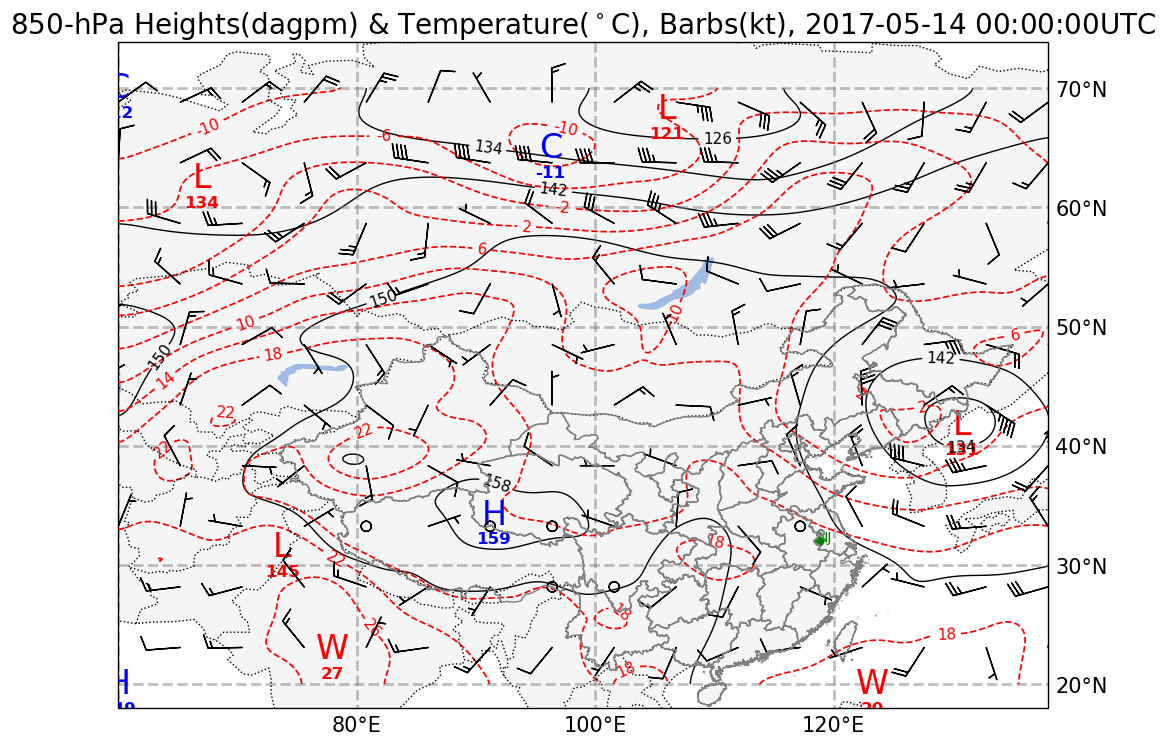 850-hPa Heights(dagpm) & Temperature(°C), Barbs(kt), 2017-05-14 00:00:00UTC
C
12
L
121
70°N
-10
-6
-10
126
134
C
-11
L
134
142
60°N
-2
2
6
150
10
10
50°N
150
18
14
6
142
2
22
22
22
L
131
40°N
158
H
159
NJ
18
L
145
22
30°N
26
18
18
W
27
18
H
49
W
20
20°N
80°E
100°E
120°E